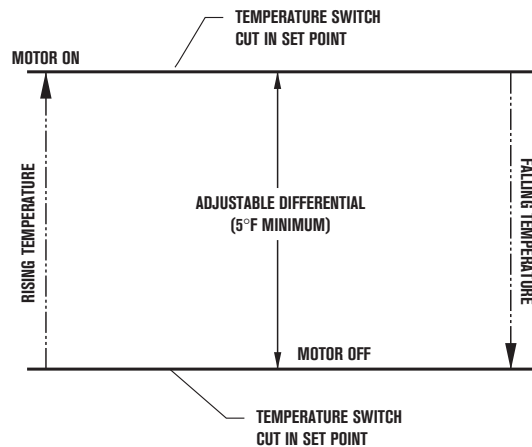 TEMPERATURE SWITCH
CUT IN SET POINT
MOTOR ON
RISING TEMPERATURE
ADJUSTABLE DIFFERENTIAL
(5°F MINIMUM)
FALLING TEMPERATURE
MOTOR OFF
TEMPERATURE SWITCH
CUT IN SET POINT